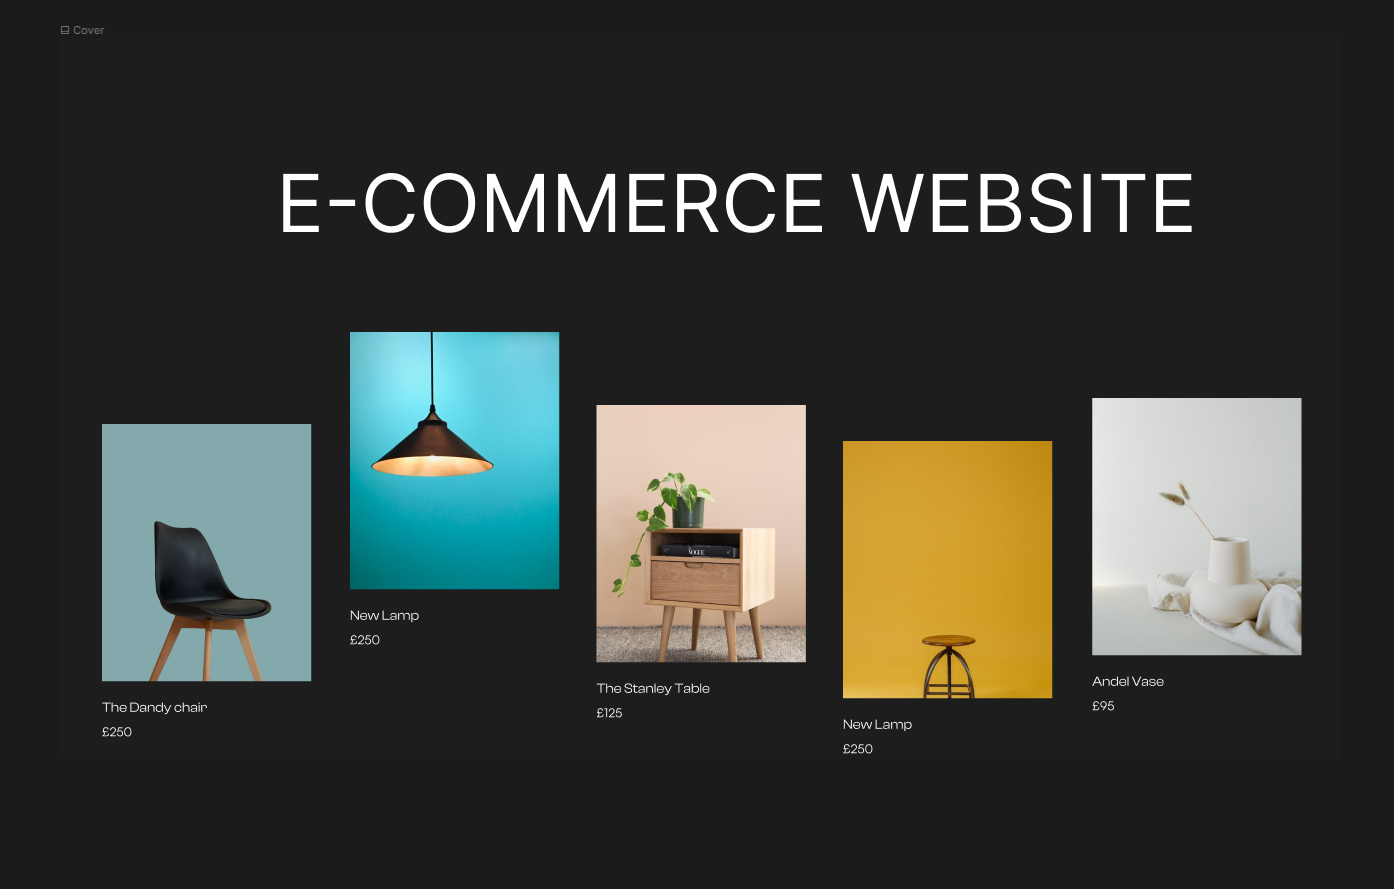 Cover
E-COMMERCE WEBSITE
VOGUE
The Dandy chair
£250
New Lamp
£250
The Stanley Table
£125
New Lamp
£250
Andel Vase
£95